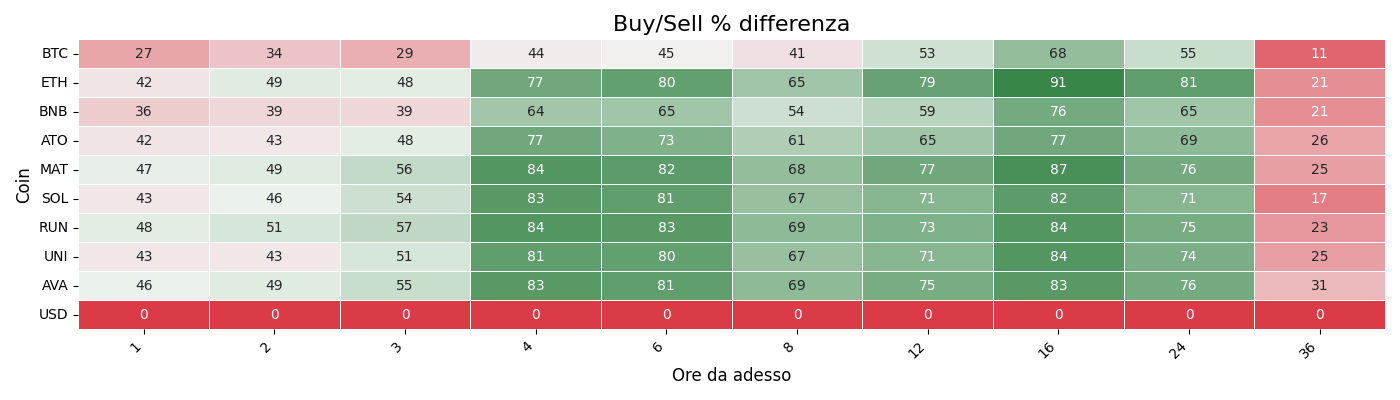 Buy/Sell % differenza
Coin
BTC 27 34 29 44 45 41 53 68 55 11
ETH 42 49 48 77 80 65 79 91 81 21
BNB 36 39 39 64 65 54 59 76 65 21
ATO 42 43 48 77 73 61 65 77 69 26
MAT 47 49 56 84 82 68 77 87 76 25
SOL 43 46 54 83 81 67 71 82 71 17
RUN 48 51 57 84 83 69 73 84 75 23
UNI 43 43 51 81 80 67 71 84 74 25
AVA 46 49 55 83 81 69 75 83 76 31
USD 0 0 0 0 0 0 0 0 0 0
1 2 3 4 6 8 12 16 24 36
Ore da adesso